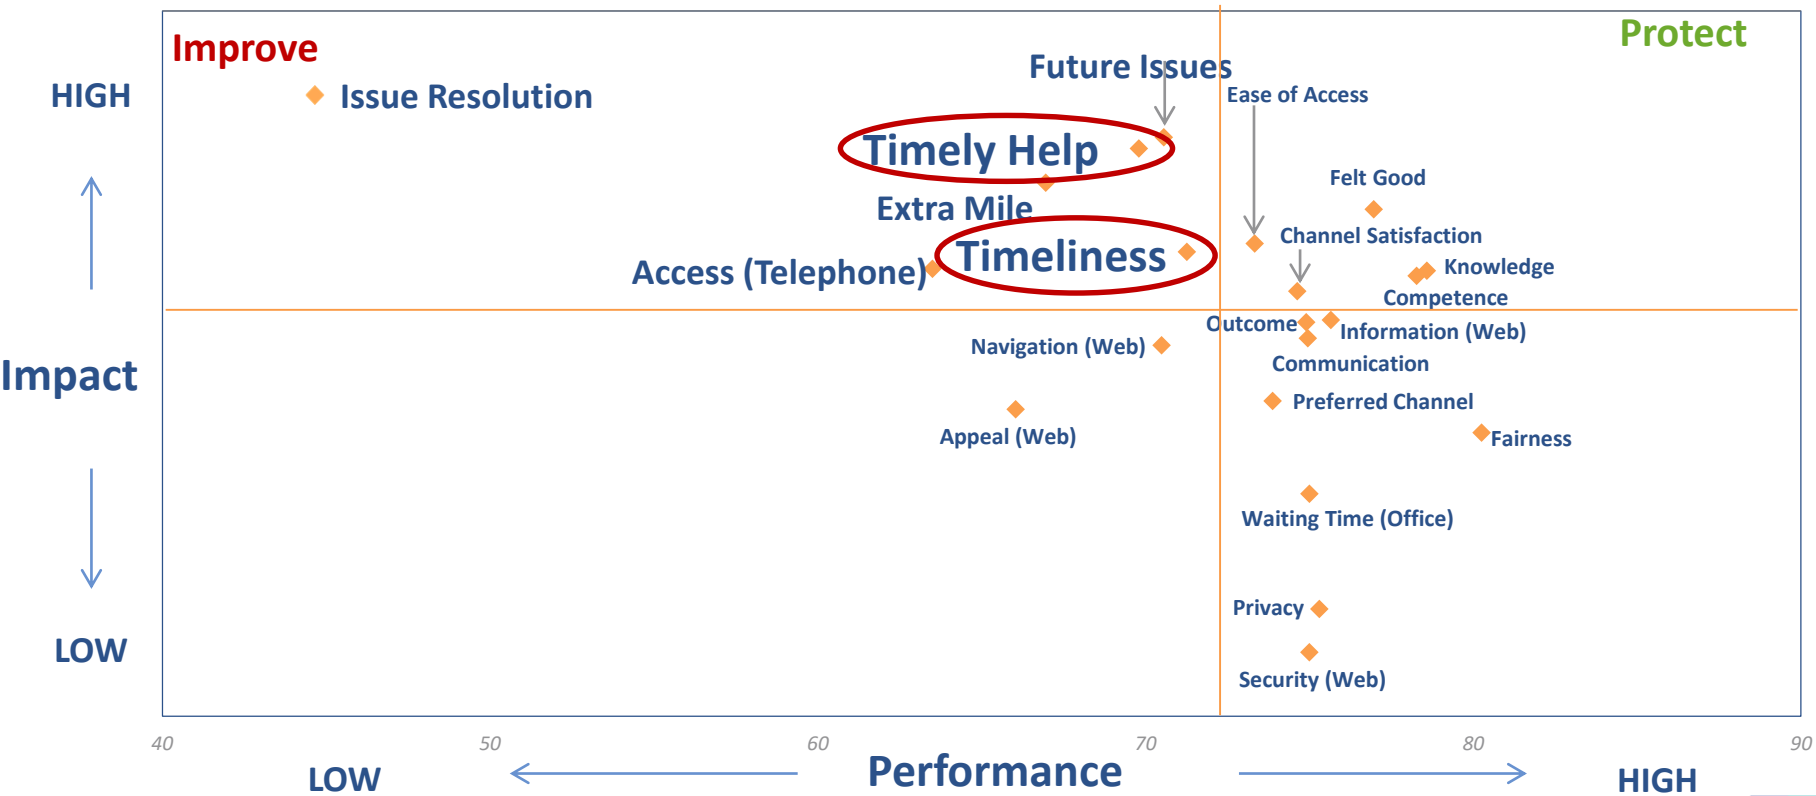 Improve
Protect
Future Issues
HIGH
Issue Resolution
Ease of Access
Timely Help
Felt Good
Extra Mile
Channel Satisfaction
Timeliness
Access (Telephone)
Knowledge
Competence
Outcome
Information (Web)
Navigation (Web)
Communication
Impact
Preferred Channel
Appeal (Web)
Fairness
Waiting Time (Office)
Privacy
LOW
Security (Web)
40 50 60 70 80 90
LOW Performance HIGH